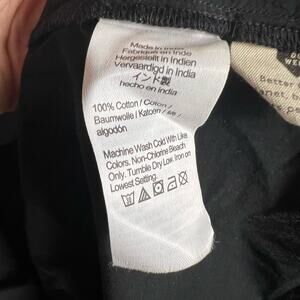 Made in India
Fabriqué en Inde
Hergestellt in Indien
Vervaardigd in India
インド製
hecho en India
100% Cotton / Coton /
Baumwolle / Katoen / 綿 /
algodón
Machine Wash Cold With Like
Colors. Non-Chlorine Bleach
Only. Tumble Dry Low. Iron on
Lowest Setting.
Better